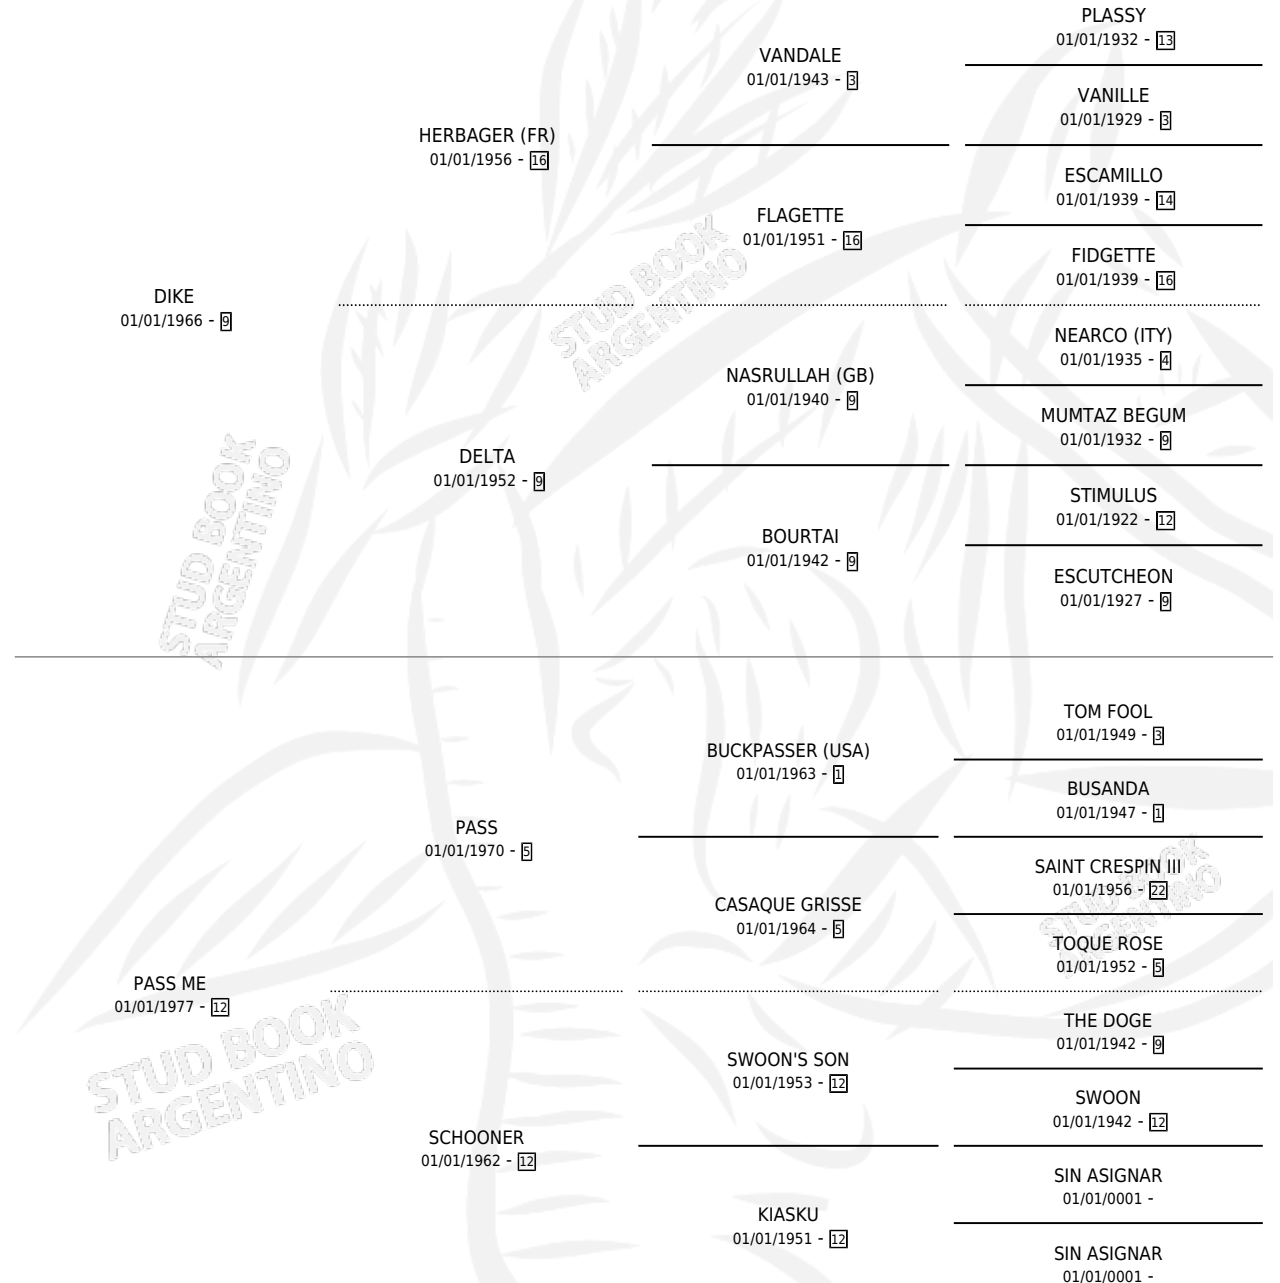 PLASSY
01/01/1932 - 13
VANDALE
01/01/1943 - 3
VANILLE
01/01/1929 - 3
HERBAGER (FR)
01/01/1956 - 16
ESCAMILLO
01/01/1939 - 14
FLAGETTE
01/01/1951 - 16
FIDGETTE
01/01/1939 - 16
DIKE
01/01/1966 - 9
NEARCO (ITY)
01/01/1935 - 4
NASRULLAH (GB)
01/01/1940 - 9
MUMTAZ BEGUM
01/01/1932 - 9
DELTA
01/01/1952 - 9
STIMULUS
01/01/1922 - 12
BOURTAI
01/01/1942 - 9
ESCUTCHEON
01/01/1927 - 9
TOM FOOL
01/01/1949 - 3
BUCKPASSER (USA)
01/01/1963 - 1
BUSANDA
01/01/1947 - 1
PASS
01/01/1970 - 5
SAINT CRESPIN III
01/01/1956 - 22
CASAQUE GRISSE
01/01/1964 - 5
TOQUE ROSE
01/01/1952 - 5
PASS ME
01/01/1977 - 12
THE DOGE
01/01/1942 - 9
SWOON'S SON
01/01/1953 - 12
SWOON
01/01/1942 - 12
SCHOONER
01/01/1962 - 12
SIN ASIGNAR
01/01/0001 -
KIASKU
01/01/1951 - 12
SIN ASIGNAR
01/01/0001 -
STUD BOOK
ARGENTINO
STUD BOOK
ARGENTINO
STUD BOOK
ARGENTINO
STUD BOOK
ARGENTINO